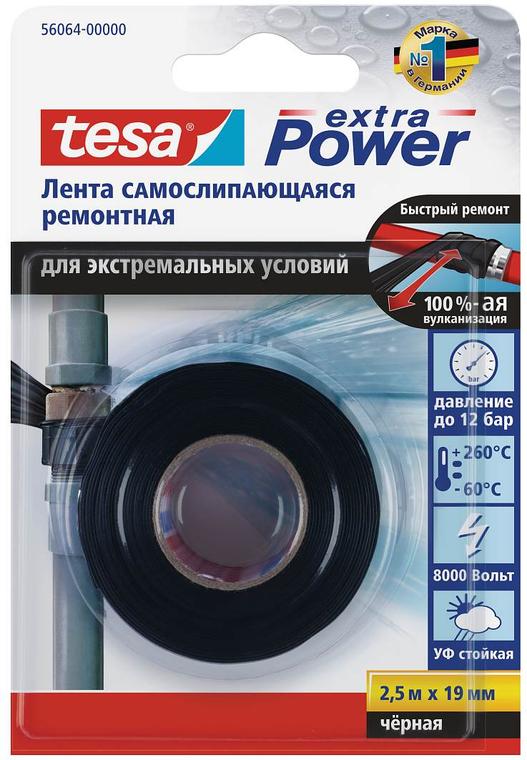 56064-00000
Марка
№1
в Германии
tesa®
extra
Power
Лента самослипающаяся
ремонтная
для экстремальных условий
Быстрый ремонт
100%-ая
вулканизация
bar
давление
до 12 бар
+260°C
-60°C
8000 Вольт
УФ стойкая
2,5 м x 19 мм
чёрная